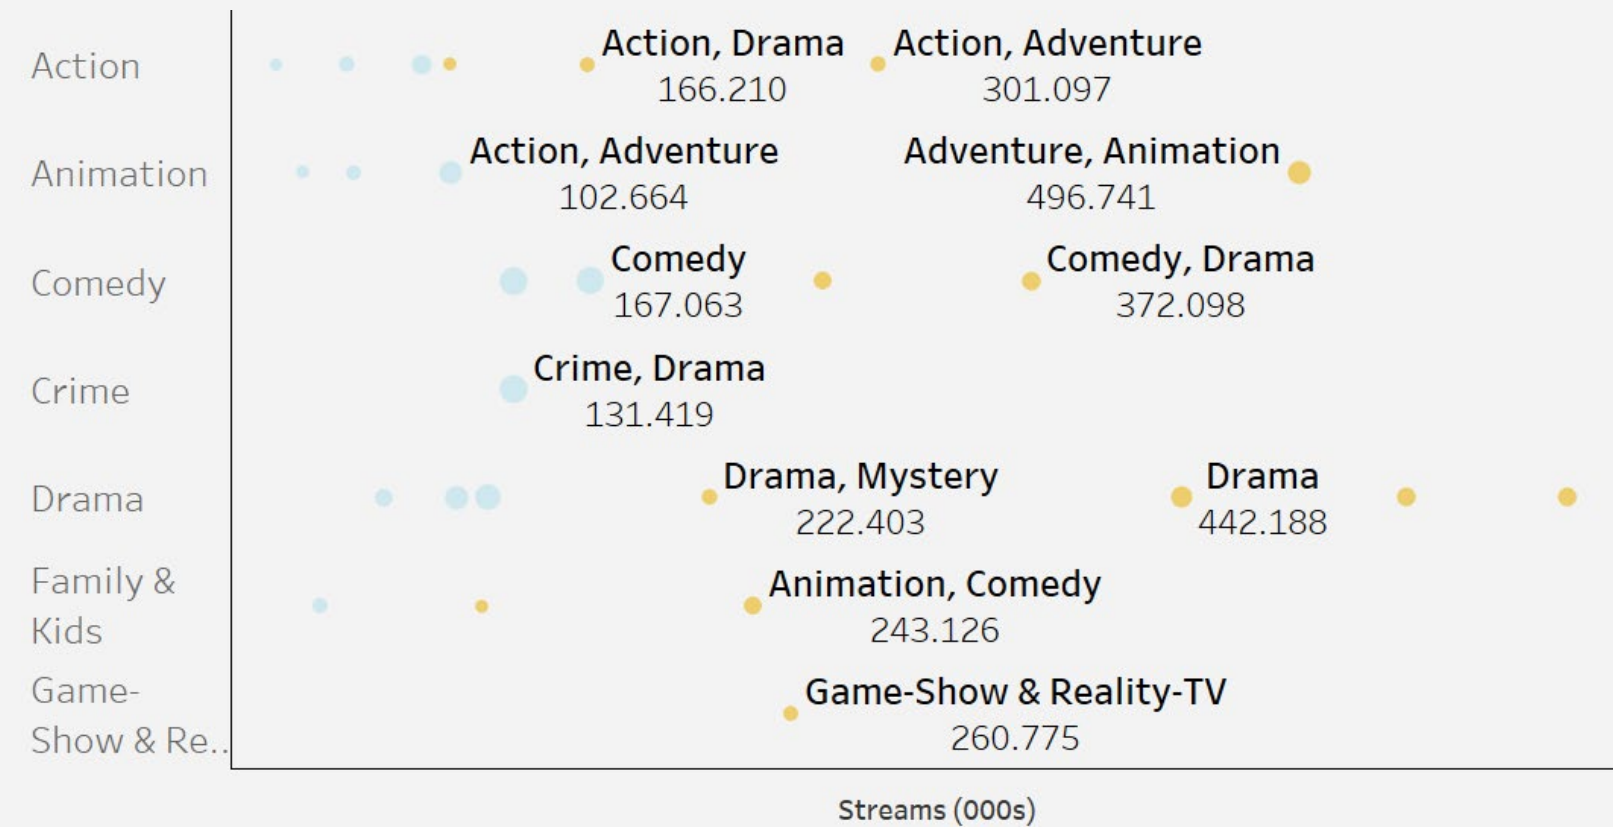 Action
Action, Drama
166.210
Action, Adventure
301.097
Animation
Action, Adventure
102.664
Adventure, Animation
496.741
Comedy
Comedy
167.063
Comedy, Drama
372.098
Crime
Crime, Drama
131.419
Drama
Drama, Mystery
222.403
Drama
442.188
Family &
Kids
Animation, Comedy
243.126
Game-
Show & Re..
Game-Show & Reality-TV
260.775
Streams (000s)